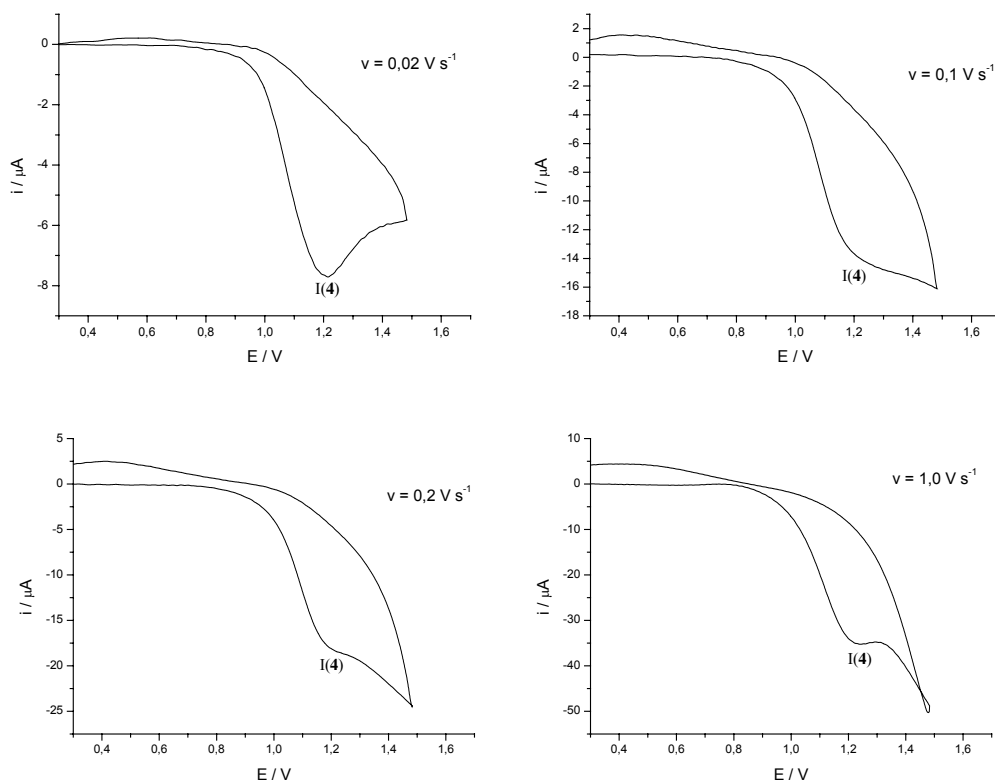 0
-2
-4
-6
-8
i / µA
v = 0,02 V s⁻¹
I(4)
0,4 0,6 0,8 1,0 1,2 1,4 1,6
E / V
2
0
-2
-4
-6
-8
-10
-12
-14
-16
-18
i / µA
v = 0,1 V s⁻¹
I(4)
0,4 0,6 0,8 1,0 1,2 1,4 1,6
E / V
5
0
-5
-10
-15
-20
-25
i / µA
v = 0,2 V s⁻¹
I(4)
0,4 0,6 0,8 1,0 1,2 1,4 1,6
E / V
10
0
-10
-20
-30
-40
-50
i / µA
v = 1,0 V s⁻¹
I(4)
0,4 0,6 0,8 1,0 1,2 1,4 1,6
E / V